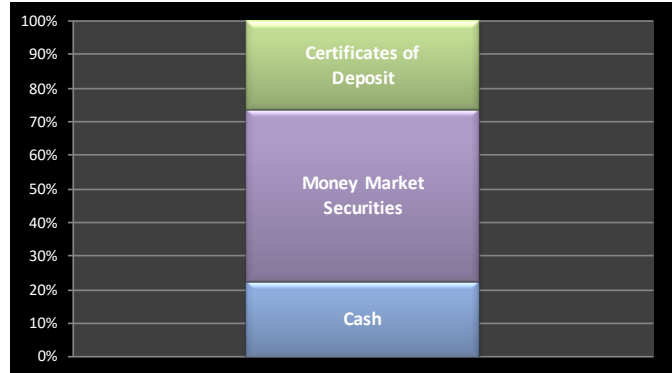 100%
90%
80%
70%
60%
50%
40%
30%
20%
10%
0%
Certificates of
Deposit
Money Market
Securities
Cash